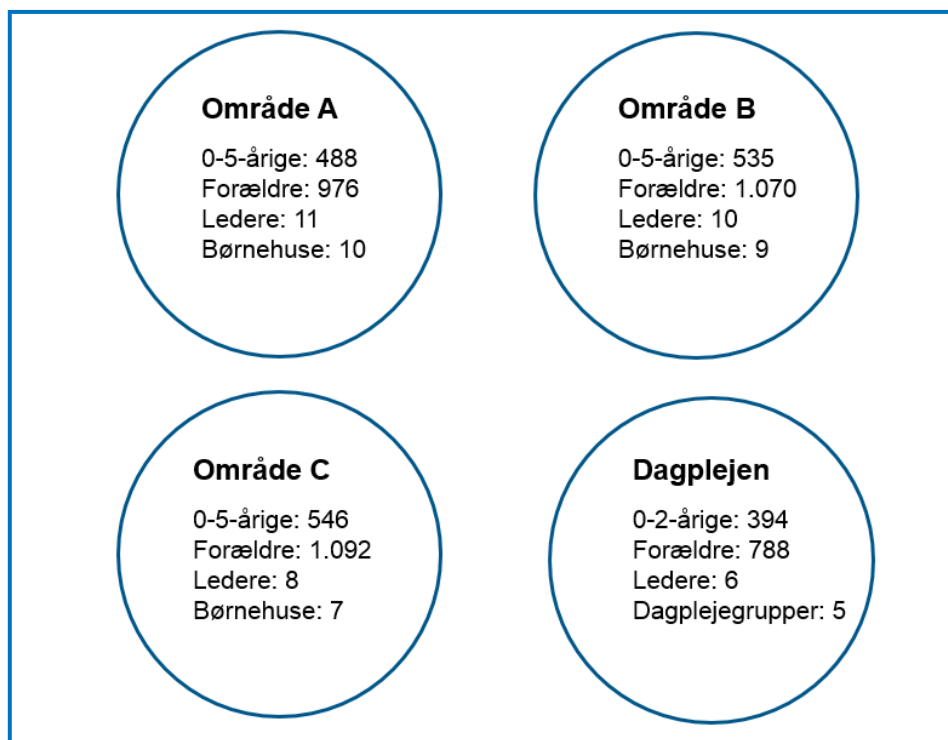 Område A
0-5-årige: 488
Forældre: 976
Ledere: 11
Børnehuse: 10
Område B
0-5-årige: 535
Forældre: 1.070
Ledere: 10
Børnehuse: 9
Område C
0-5-årige: 546
Forældre: 1.092
Ledere: 8
Børnehuse: 7
Dagplejen
0-2-årige: 394
Forældre: 788
Ledere: 6
Dagplejegrupper: 5